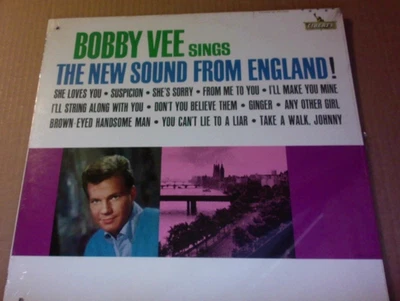 LIBERTY
BOBBY VEE SINGS
THE NEW SOUND FROM ENGLAND!
SHE LOVES YOU • SUSPICION • SHE'S SORRY • FROM ME TO YOU • I'LL MAKE YOU MINE
I'LL STRING ALONG WITH YOU • DON'T YOU BELIEVE THEM • GINGER • ANY OTHER GIRL
BROWN-EYED HANDSOME MAN • YOU CAN'T LIE TO A LIAR • TAKE A WALK, JOHNNY